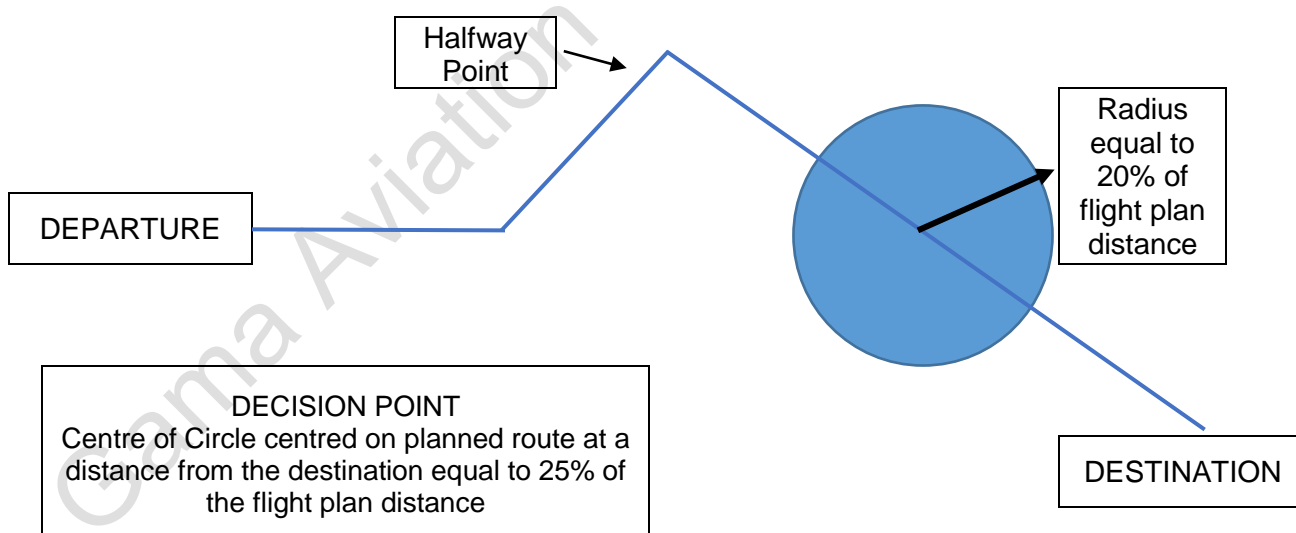 Halfway
Point
Radius
equal to
20% of
flight plan
distance
DEPARTURE
DECISION POINT
Centre of Circle centred on planned route at a
distance from the destination equal to 25% of
the flight plan distance
DESTINATION
Gama Aviation